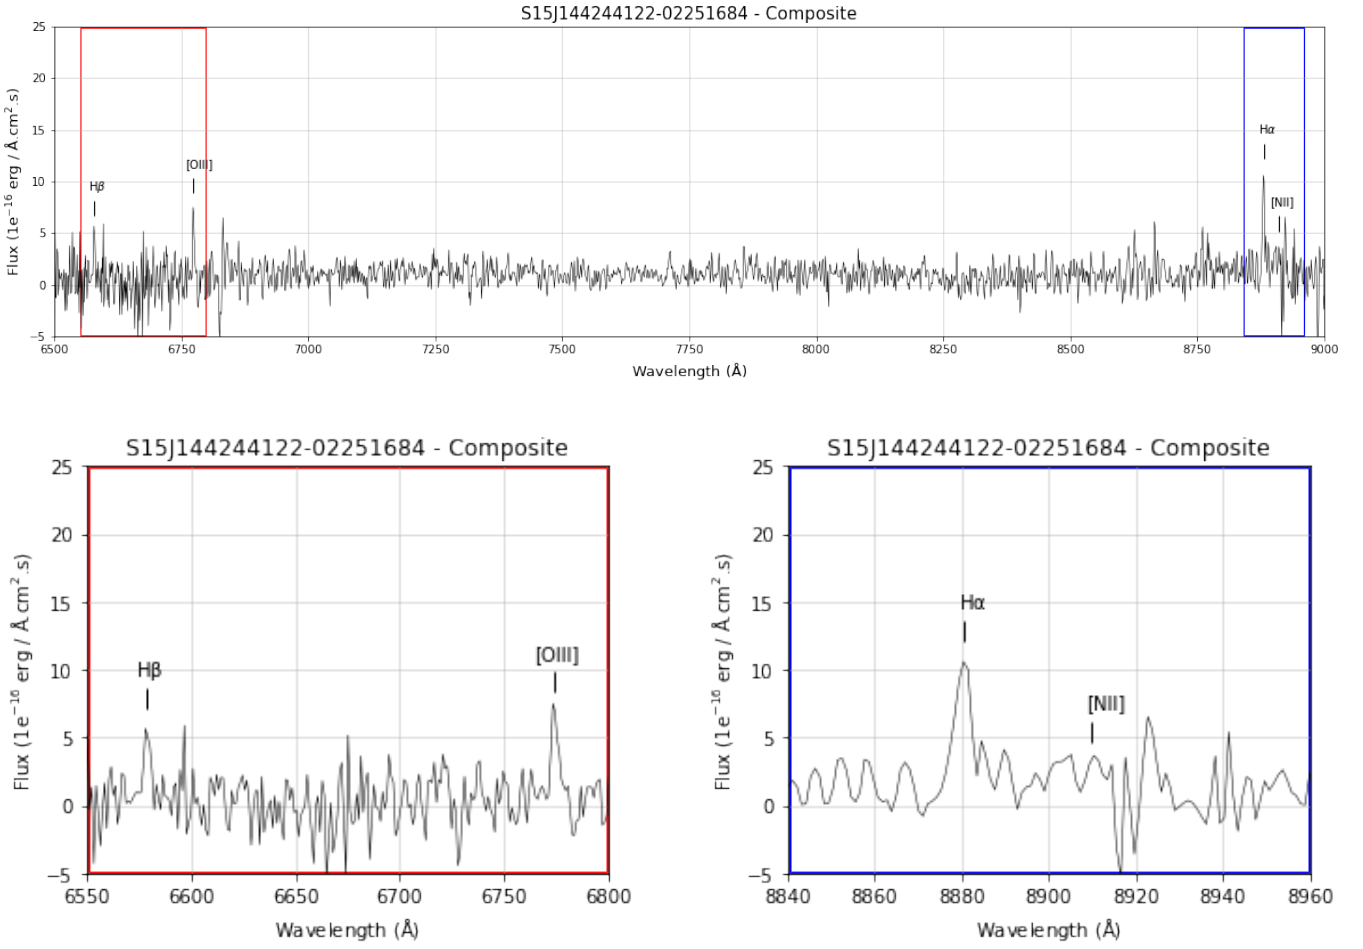 S15J144244122-02251684 - Composite
Flux (1e⁻¹⁶ erg / Å.cm².s)
25
20
15
10
5
0
−5
Hβ
[OIII]
Hα
[NII]
6500
6750
7000
7250
7500
7750
8000
8250
8500
8750
9000
Wavelength (Å)
S15J144244122-02251684 - Composite
Flux (1e⁻¹⁶ erg / Å.cm².s)
25
20
15
10
5
0
−5
Hβ
[OIII]
6550
6600
6650
6700
6750
6800
Wavelength (Å)
S15J144244122-02251684 - Composite
Flux (1e⁻¹⁶ erg / Å.cm².s)
25
20
15
10
5
0
−5
Hα
[NII]
8840
8860
8880
8900
8920
8940
8960
Wavelength (Å)